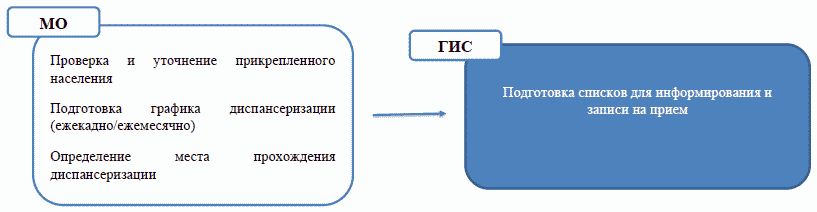 МО
Проверка и уточнение прикрепленного
населения
Подготовка графика диспансеризации
(ежекадно/ежемесячно)
Определение места прохождения
диспансеризации
ГИС
Подготовка списков для информирования и
записи на прием